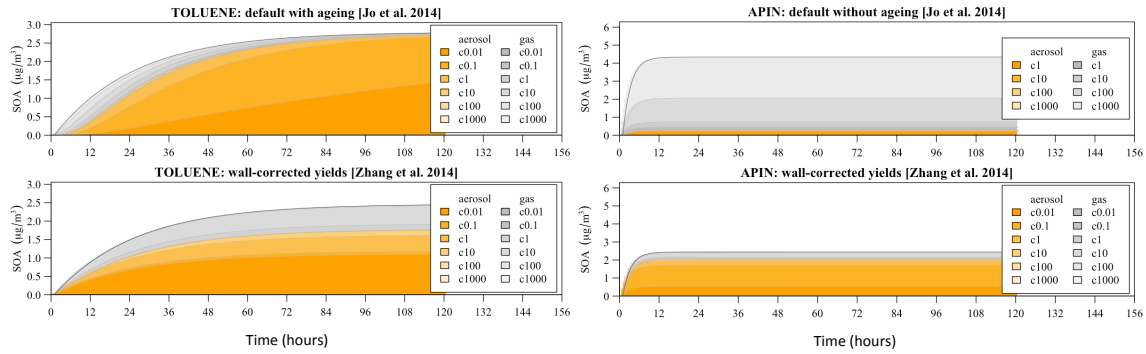 TOLUENE: default with ageing [Jo et al. 2014]
SOA (μg/m³)
3.0
2.5
2.0
1.5
1.0
0.5
0.0
0 12 24 36 48 60 72 84 96 108 120 132 144 156
aerosol gas
c0.01 c0.01
c0.1 c0.1
c1 c1
c10 c10
c100 c100
c1000 c1000
APIN: default without ageing [Jo et al. 2014]
SOA (μg/m³)
6
5
4
3
2
1
0
0 12 24 36 48 60 72 84 96 108 120 132 144 156
aerosol gas
c1 c1
c10 c10
c100 c100
c1000 c1000
TOLUENE: wall-corrected yields [Zhang et al. 2014]
SOA (μg/m³)
3.0
2.5
2.0
1.5
1.0
0.5
0.0
0 12 24 36 48 60 72 84 96 108 120 132 144 156
aerosol gas
c0.01 c0.01
c0.1 c0.1
c1 c1
c10 c10
c100 c100
c1000 c1000
Time (hours)
APIN: wall-corrected yields [Zhang et al. 2014]
SOA (μg/m³)
6
5
4
3
2
1
0
0 12 24 36 48 60 72 84 96 108 120 132 144 156
aerosol gas
c0.01 c0.01
c0.1 c0.1
c1 c1
c10 c10
c100 c100
c1000 c1000
Time (hours)